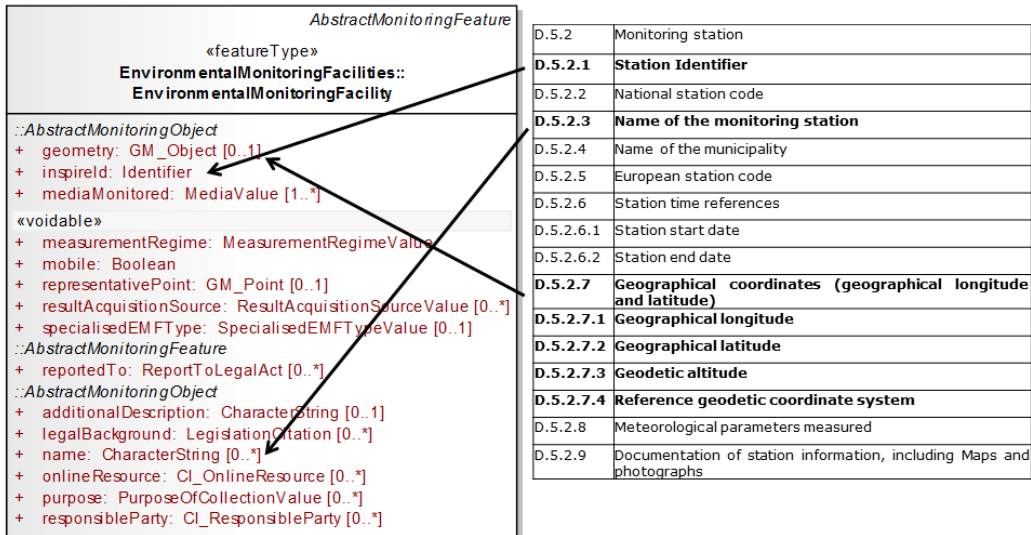 AbstractMonitoringFeature
«featureType»
EnvironmentalMonitoringFacilities::
EnvironmentalMonitoringFacility
::AbstractMonitoringObject
+ geometry: GM_Object [0..1]
+ inspireId: Identifier
+ mediaMonitored: MediaValue [1..*]
«voidable»
+ measurementRegime: MeasurementRegimeValue
+ mobile: Boolean
+ representativePoint: GM_Point [0..1]
+ resultAcquisitionSource: ResultAcquisitionSourceValue [0..*]
+ specialisedEMFType: SpecialisedEMFTypeValue [0..1]
::AbstractMonitoringFeature
+ reportedTo: ReportToLegalAct [0..*]
::AbstractMonitoringObject
+ additionalDescription: CharacterString [0..1]
+ legalBackground: LegislationCitation [0..*]
+ name: CharacterString [0..*]
+ onlineResource: CI_OnlineResource [0..*]
+ purpose: PurposeOfCollectionValue [0..*]
+ responsibleParty: CI_ResponsibleParty [0..*]
D.5.2 Monitoring station
D.5.2.1 Station Identifier
D.5.2.2 National station code
D.5.2.3 Name of the monitoring station
D.5.2.4 Name of the municipality
D.5.2.5 European station code
D.5.2.6 Station time references
D.5.2.6.1 Station start date
D.5.2.6.2 Station end date
D.5.2.7 Geographical coordinates (geographical longitude
and latitude)
D.5.2.7.1 Geographical longitude
D.5.2.7.2 Geographical latitude
D.5.2.7.3 Geodetic altitude
D.5.2.7.4 Reference geodetic coordinate system
D.5.2.8 Meteorological parameters measured
D.5.2.9 Documentation of station information, including Maps and
photographs